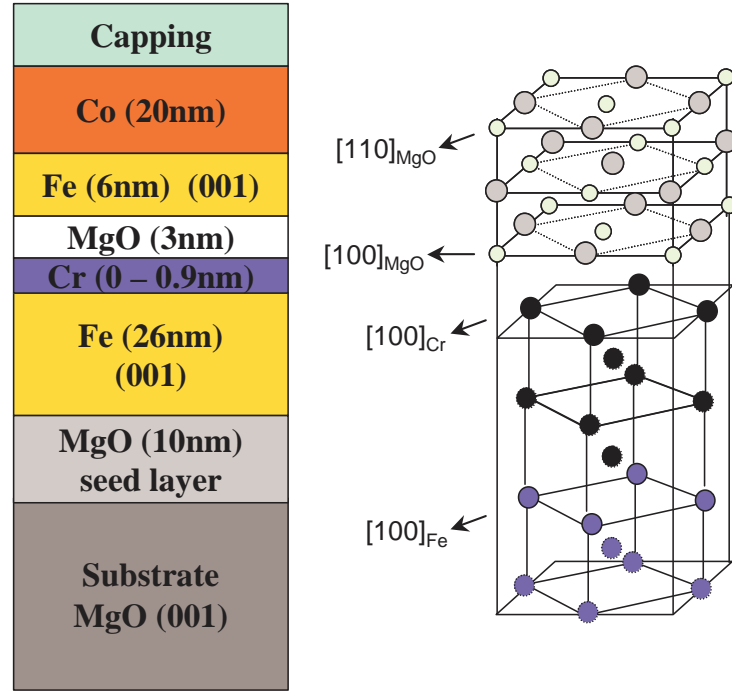 Capping
Co (20nm)
Fe (6nm)  (001)
MgO (3nm)
Cr (0 – 0.9nm)
Fe (26nm)
(001)
MgO (10nm)
seed layer
Substrate
MgO (001)
[110]MgO
[100]MgO
[100]Cr
[100]Fe